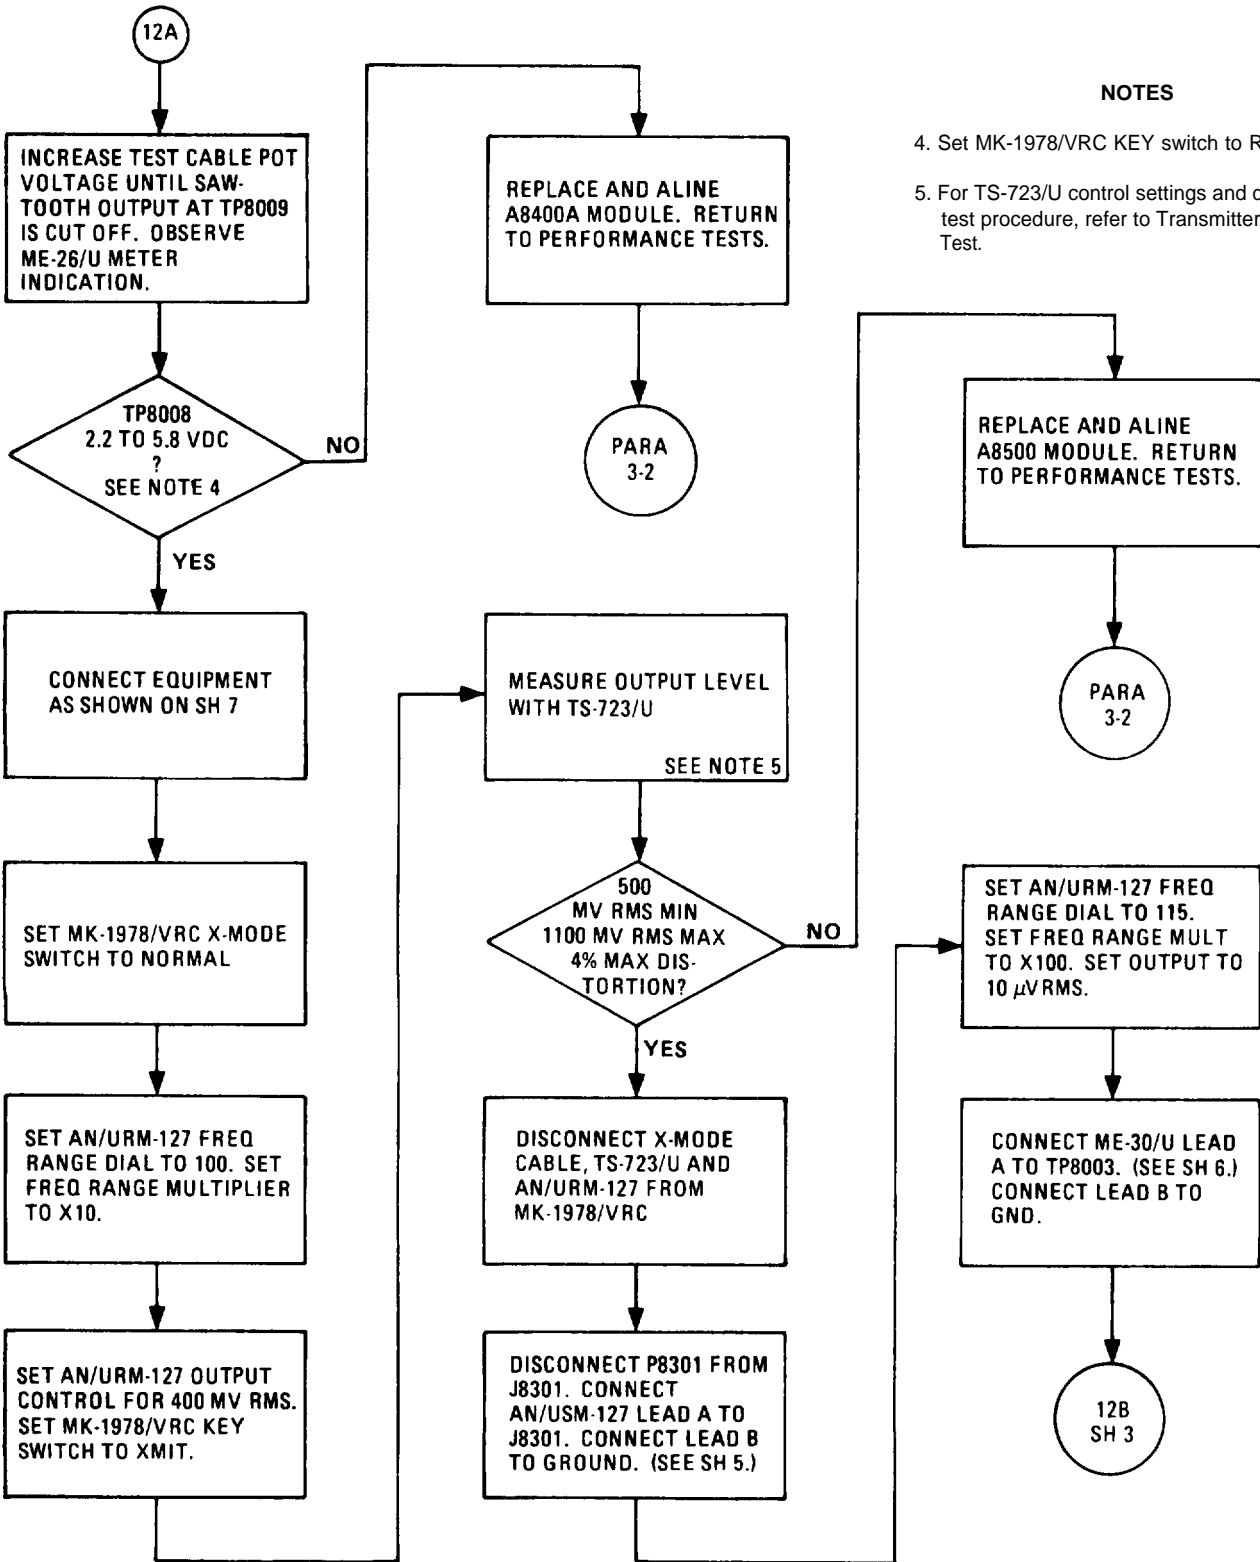 12A
INCREASE TEST CABLE POT
VOLTAGE UNTIL SAW-
TOOTH OUTPUT AT TP8009
IS CUT OFF. OBSERVE
ME-26/U METER
INDICATION.
TP8008
2.2 TO 5.8 VDC
?
SEE NOTE 4
NO
YES
CONNECT EQUIPMENT
AS SHOWN ON SH 7
SET MK-1978/VRC X-MODE
SWITCH TO NORMAL
SET AN/URM-127 FREQ
RANGE DIAL TO 100. SET
FREQ RANGE MULTIPLIER
TO X10.
SET AN/URM-127 OUTPUT
CONTROL FOR 400 MV RMS.
SET MK-1978/VRC KEY
SWITCH TO XMIT.
REPLACE AND ALINE
A8400A MODULE. RETURN
TO PERFORMANCE TESTS.
PARA
3-2
MEASURE OUTPUT LEVEL
WITH TS-723/U
SEE NOTE 5
500
MV RMS MIN
1100 MV RMS MAX
4% MAX DIS-
TORTION?
NO
YES
DISCONNECT X-MODE
CABLE, TS-723/U AND
AN/URM-127 FROM
MK-1978/VRC
DISCONNECT P8301 FROM
J8301. CONNECT
AN/USM-127 LEAD A TO
J8301. CONNECT LEAD B
TO GROUND. (SEE SH 5.)
NOTES
4. Set MK-1978/VRC KEY switch to R
5. For TS-723/U control settings and
test procedure, refer to Transmitter
Test.
REPLACE AND ALINE
A8500 MODULE. RETURN
TO PERFORMANCE TESTS.
PARA
3-2
SET AN/URM-127 FREQ
RANGE DIAL TO 115.
SET FREQ RANGE MULT
TO X100. SET OUTPUT TO
10 µV RMS.
CONNECT ME-30/U LEAD
A TO TP8003. (SEE SH 6.)
CONNECT LEAD B TO
GND.
12B
SH 3